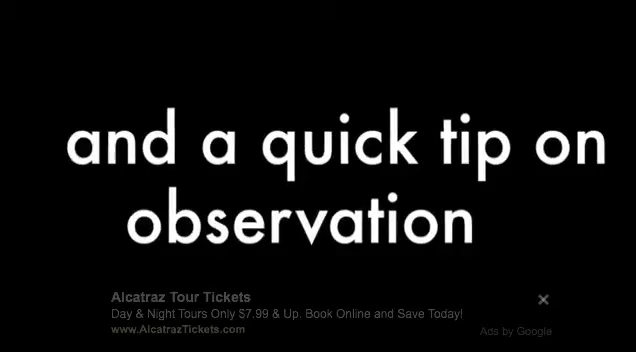 and a quick tip on
observation
Alcatraz Tour Tickets
Day & Night Tours Only $7.99 & Up. Book Online and Save Today!
www.AlcatrazTickets.com
Ads by Google